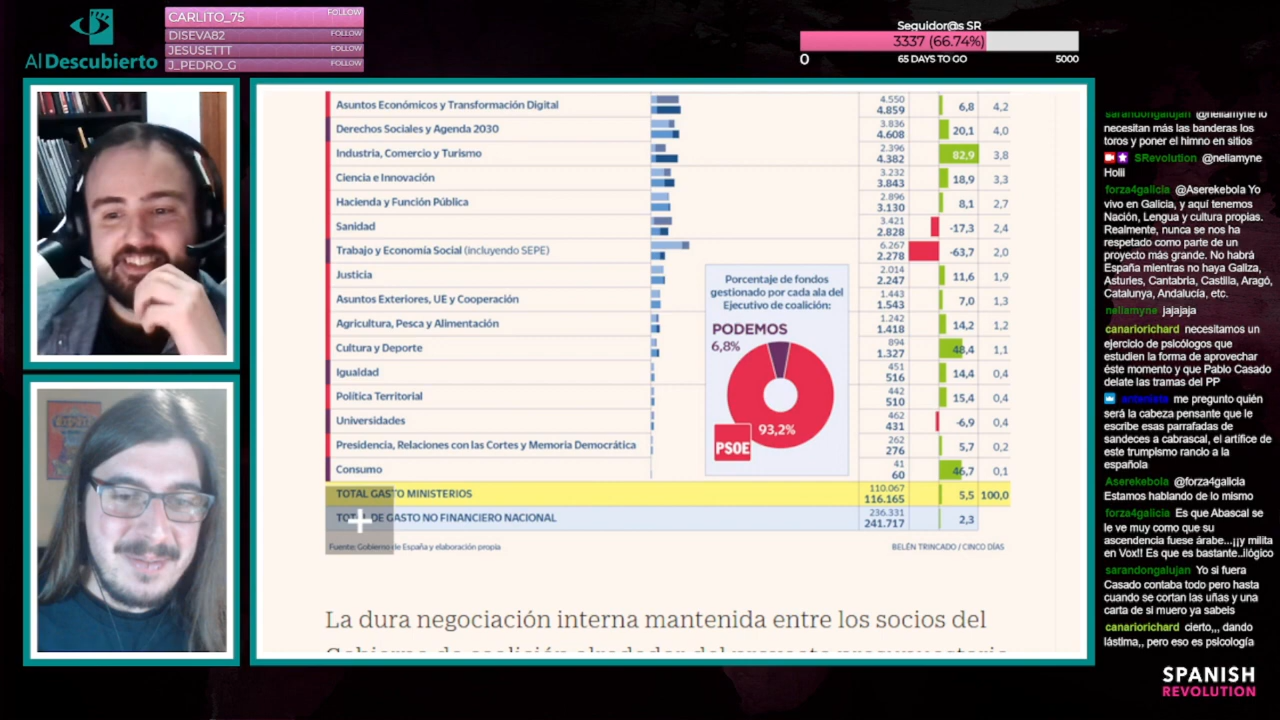 Al Descubierto
CARLITO_75 FOLLOW
DISEVA82 FOLLOW
JESUSETTT FOLLOW
J_PEDRO_G FOLLOW
Seguidor@s SR
3337 (66.74%)
0 65 DAYS TO GO 5000
Asuntos Económicos y Transformación Digital 4.550 4.859 6,8 4,2
Derechos Sociales y Agenda 2030 3.836 4.608 20,1 4,0
Industria, Comercio y Turismo 2.396 4.382 82,9 3,8
Ciencia e Innovación 3.232 3.843 18,9 3,3
Hacienda y Función Pública 2.896 3.130 8,1 2,7
Sanidad 3.421 2.828 -17,3 2,4
Trabajo y Economía Social (incluyendo SEPE) 6.267 2.278 -63,7 2,0
Justicia 2.014 2.247 11,6 1,9
Asuntos Exteriores, UE y Cooperación 1.443 1.543 7,0 1,3
Agricultura, Pesca y Alimentación 1.242 1.418 14,2 1,2
Cultura y Deporte 894 1.327 48,4 1,1
Igualdad 451 516 14,4 0,4
Política Territorial 442 510 15,4 0,4
Universidades 462 431 -6,9 0,4
Presidencia, Relaciones con las Cortes y Memoria Democrática 262 276 5,7 0,2
Consumo 41 60 46,7 0,1
TOTAL GASTO MINISTERIOS 110.067 116.165 5,5 100,0
TOTAL DE GASTO NO FINANCIERO NACIONAL 236.331 241.717 2,3
Fuente: Gobierno de España y elaboración propia
BELÉN TRINCADO / CINCO DÍAS
Porcentaje de fondos
gestionado por cada ala del
Ejecutivo de coalición:
PODEMOS
6,8%
93,2%
PSOE
La dura negociación interna mantenida entre los socios del
sarandongalujan @neliamyne lo
necesitan más las banderas los
toros y poner el himno en sitios
SRevolution @neliamyne
Holii
forza4galicia @Aserekebola Yo
vivo en Galicia, y aquí tenemos
Nación, Lengua y cultura propias.
Realmente, nunca se nos ha
respetado como parte de un
proyecto más grande. No habrá
España mientras no haya Galiza,
Asturies, Cantabria, Castilla, Aragó,
Catalunya, Andalucía, etc.
neliamyne jajajaja
canariorichard necesitamos un
ejercicio de psicólogos que
estudien la forma de aprovechar
éste momento y que Pablo Casado
delate las tramas del PP
me pregunto quién
será la cabeza pensante que le
escribe esas parrafadas de
sandeces a cabrascal, el artífice de
este trumpismo rancio a la
española
Aserekebola @forza4galicia
Estamos hablando de lo mismo
forza4galicia Es que Abascal se
le ve muy como que su
ascendencia fuese árabe...¡¡y milita
en Vox!! Es que es bastante..ilógico
sarandongalujan Yo si fuera
Casado contaba todo pero hasta
cuando se cortan las uñas y una
carta de si muero ya sabeis
canariorichard cierto,,, dando
lástima,, pero eso es psicología
SPANISH
REVOLUTION